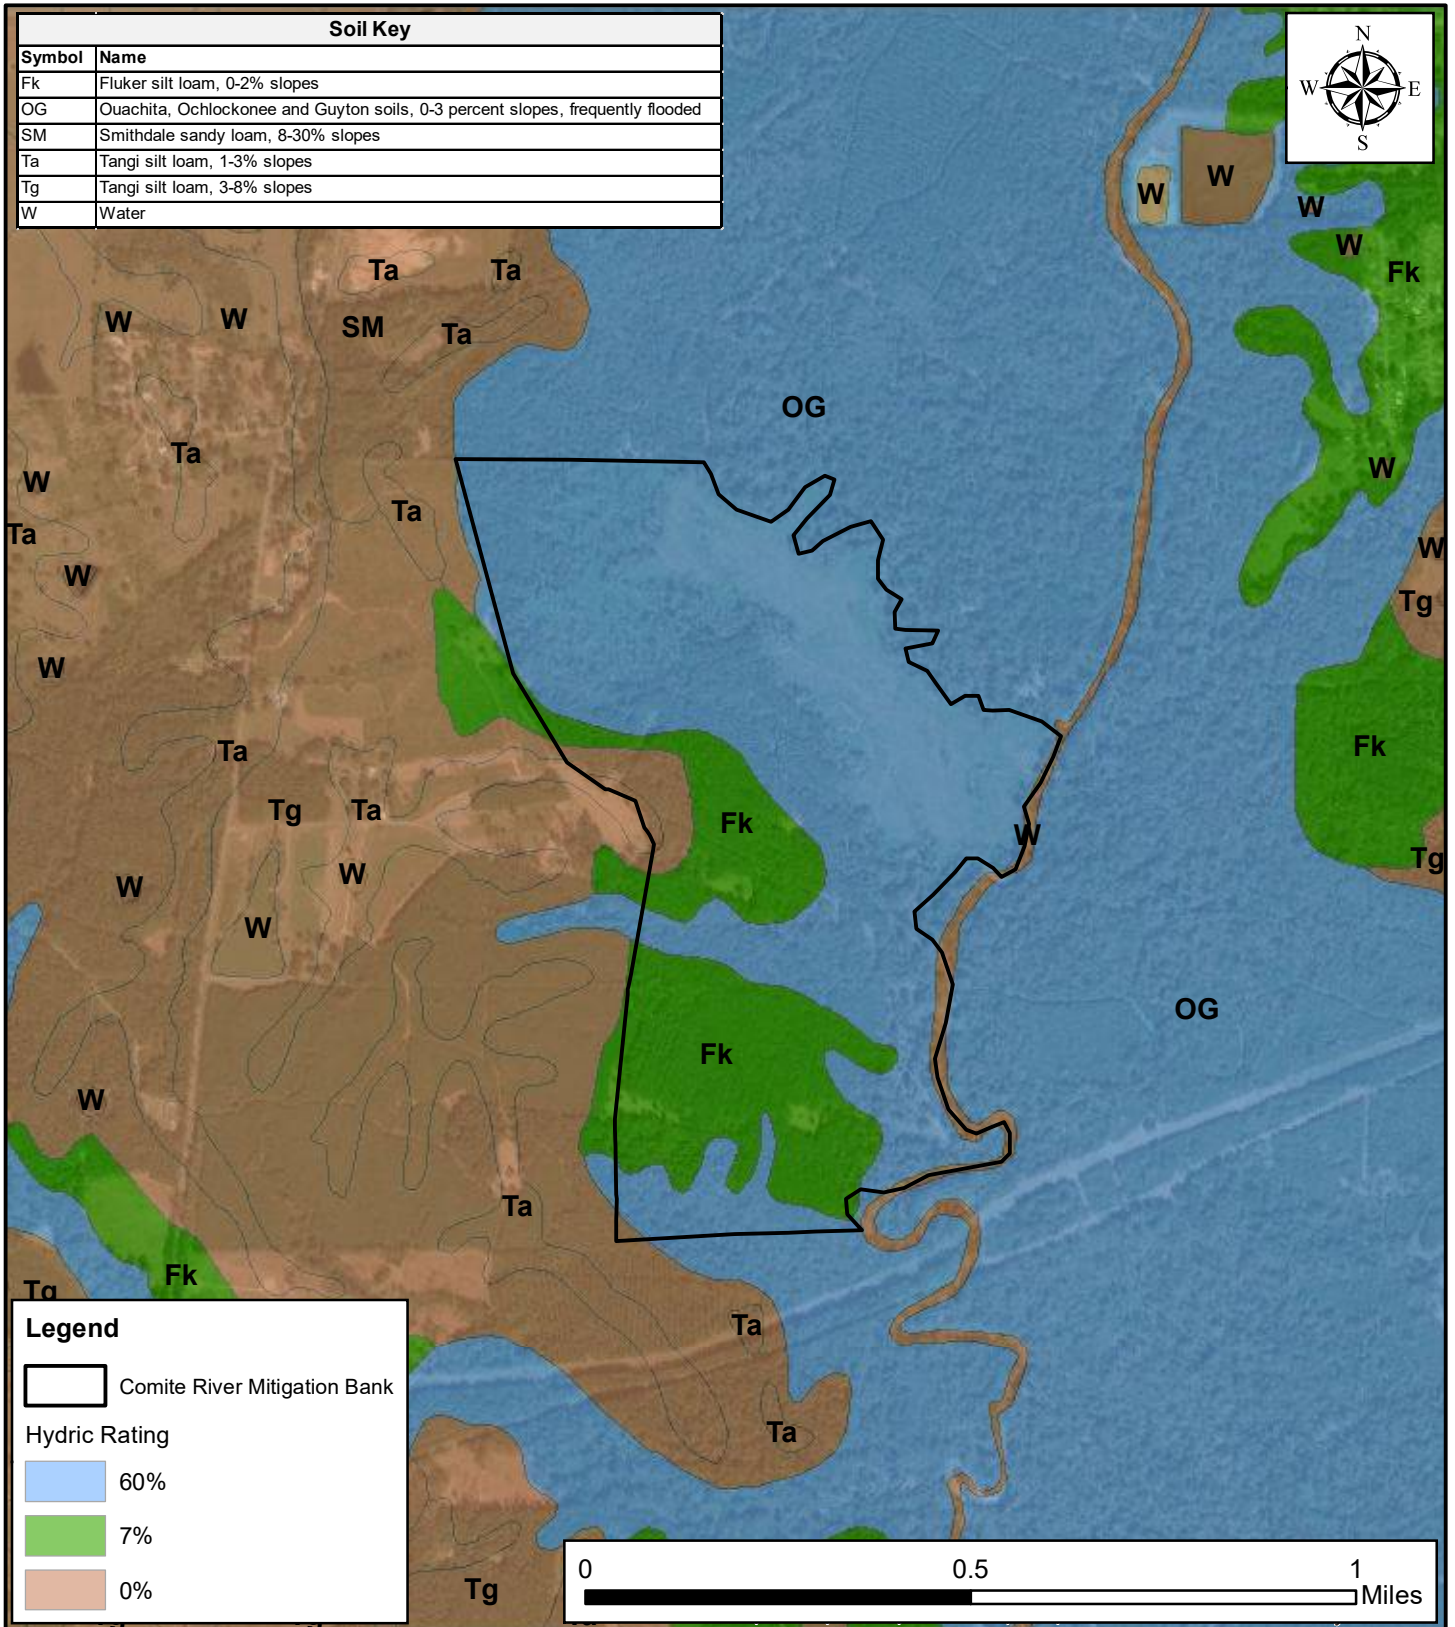 Soil Key
Symbol Name
Fk Fluker silt loam, 0-2% slopes
OG Ouachita, Ochlockonee and Guyton soils, 0-3 percent slopes, frequently flooded
SM Smithdale sandy loam, 8-30% slopes
Ta Tangi silt loam, 1-3% slopes
Tg Tangi silt loam, 3-8% slopes
W Water
N
W E
S
W W
W
W
Ta Ta Fk
W W SM Ta
OG
Ta W
W
Ta
Ta W
W
Tg
W
Ta Fk
Tg Ta Fk
W
Tg
W W
W
OG
Fk
W
Ta
Fk
Tg
Ta
Ta
Tg
Legend
Comite River Mitigation Bank
Hydric Rating
60%
7%
0%
0 0.5 1
Miles